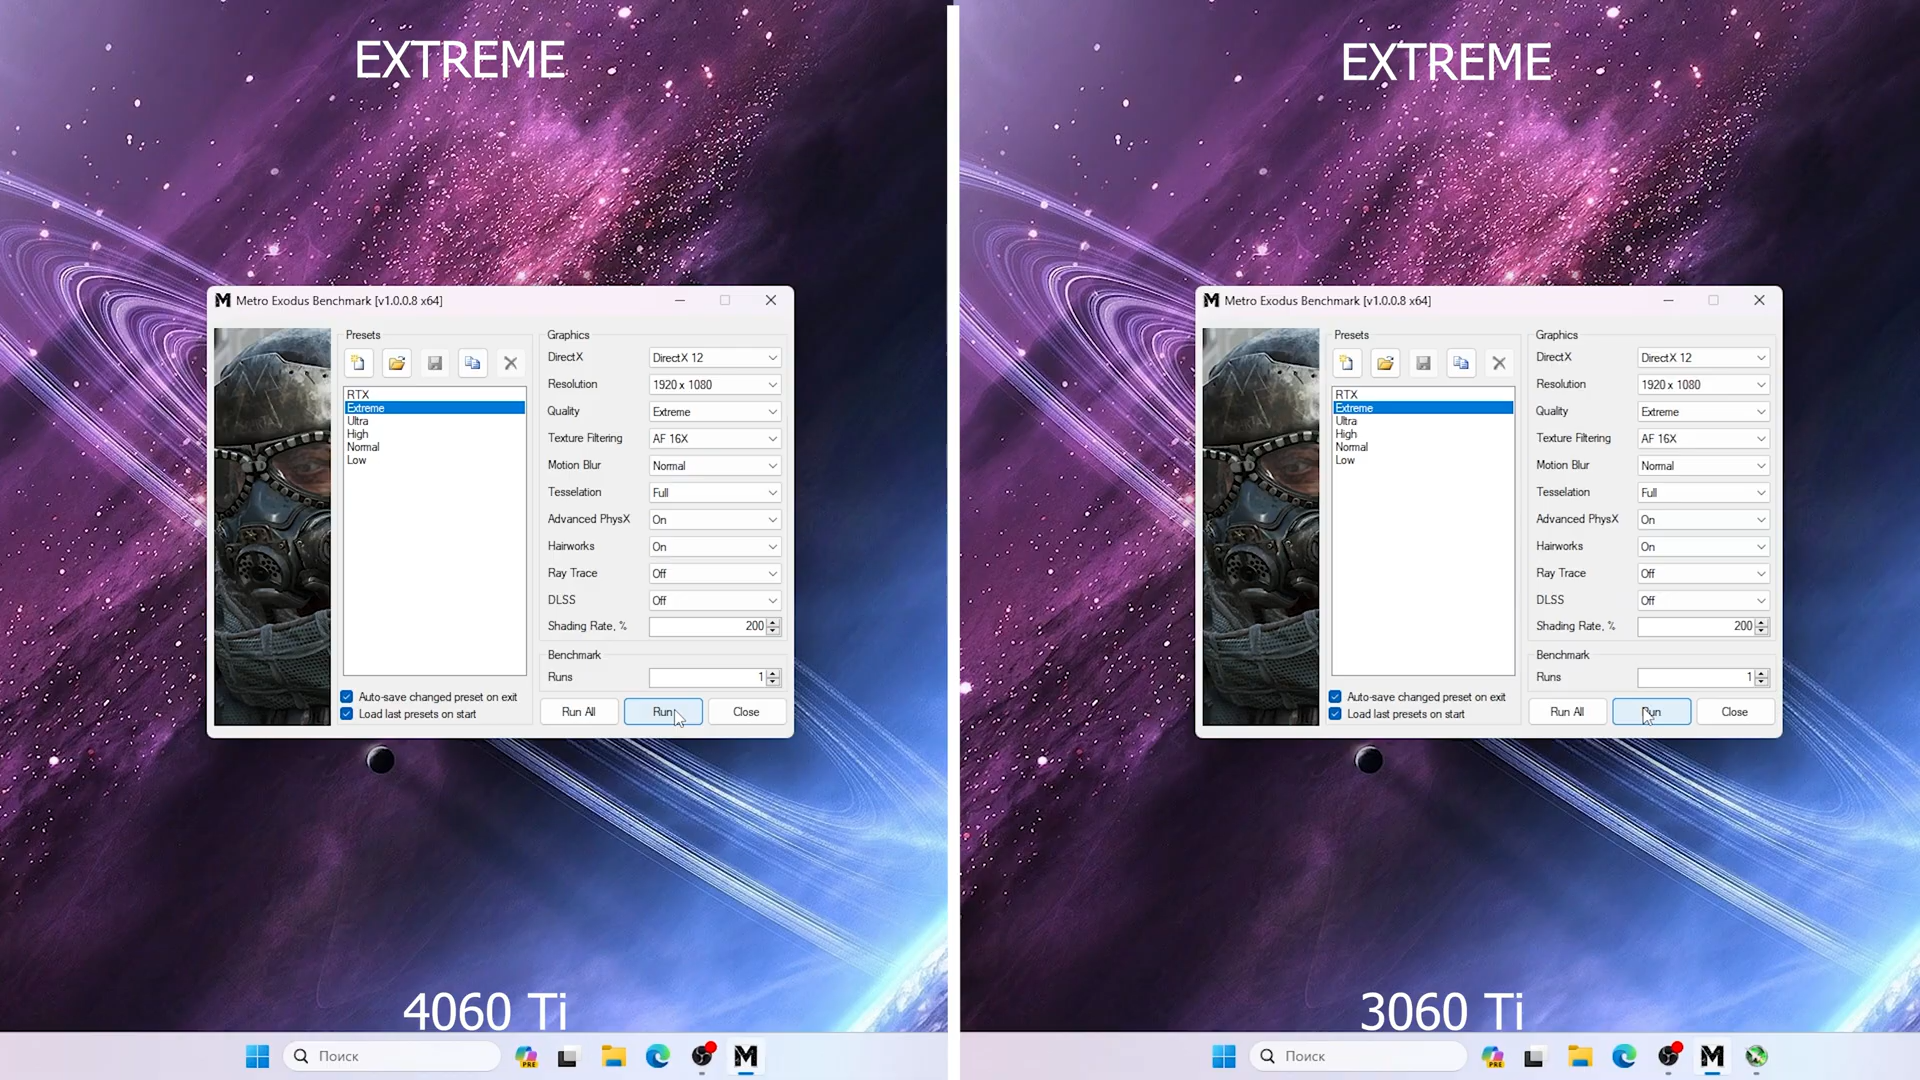 EXTREME
Metro Exodus Benchmark [v1.0.0.8 x64]
Presets
RTX
Extreme
Ultra
High
Normal
Low
Auto-save changed preset on exit
Load last presets on start
Graphics
DirectX DirectX 12
Resolution 1920 x 1080
Quality Extreme
Texture Filtering AF 16X
Motion Blur Normal
Tesselation Full
Advanced PhysX On
Hairworks On
Ray Trace Off
DLSS Off
Shading Rate, % 200
Benchmark
Runs 1
Run All Run Close
4060 Ti
Поиск
PRE
EXTREME
Metro Exodus Benchmark [v1.0.0.8 x64]
Presets
RTX
Extreme
Ultra
High
Normal
Low
Auto-save changed preset on exit
Load last presets on start
Graphics
DirectX DirectX 12
Resolution 1920 x 1080
Quality Extreme
Texture Filtering AF 16X
Motion Blur Normal
Tesselation Full
Advanced PhysX On
Hairworks On
Ray Trace Off
DLSS Off
Shading Rate, % 200
Benchmark
Runs 1
Run All Run Close
3060 Ti
Поиск
PRE